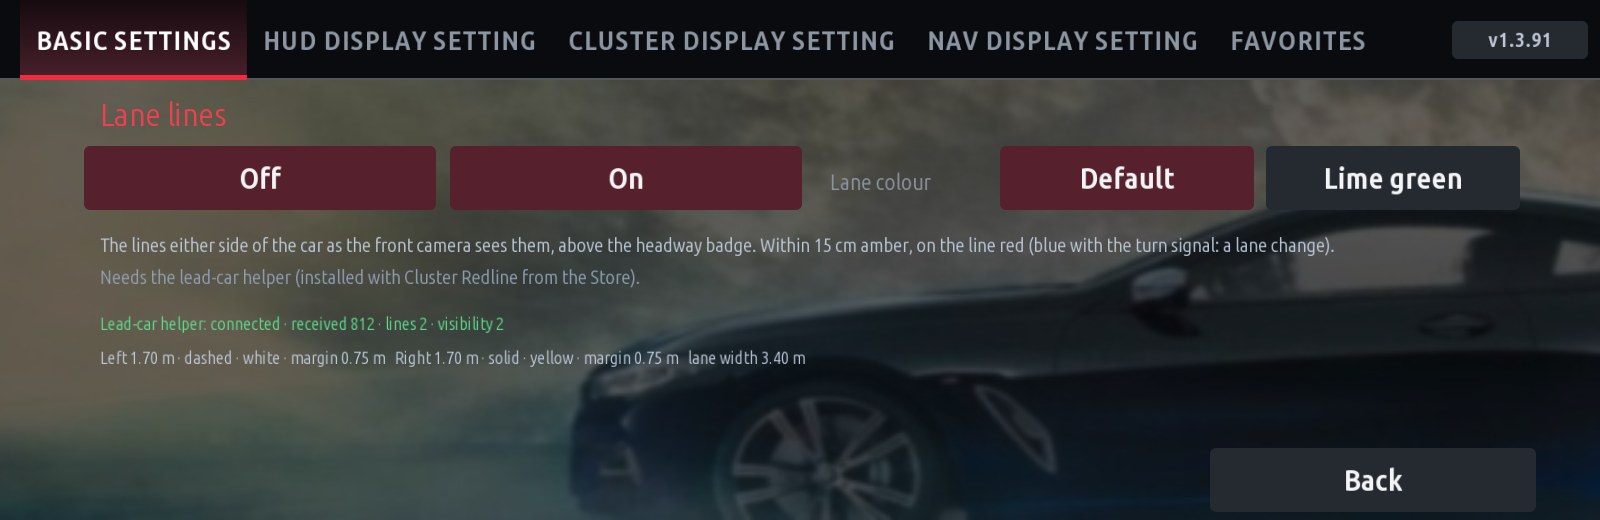 BASIC SETTINGS HUD DISPLAY SETTING CLUSTER DISPLAY SETTING NAV DISPLAY SETTING FAVORITES v1.3.91
Lane lines
Off On Lane colour Default Lime green
The lines either side of the car as the front camera sees them, above the headway badge. Within 15 cm amber, on the line red (blue with the turn signal: a lane change).
Needs the lead-car helper (installed with Cluster Redline from the Store).
Lead-car helper: connected · received 812 · lines 2 · visibility 2
Left 1.70 m · dashed · white · margin 0.75 m Right 1.70 m · solid · yellow · margin 0.75 m lane width 3.40 m
Back